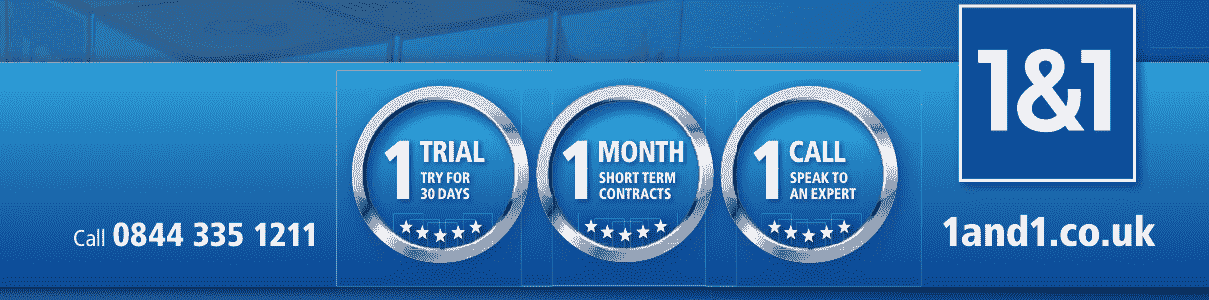 1&1
1 TRIAL
TRY FOR
30 DAYS
1 MONTH
SHORT TERM
CONTRACTS
1 CALL
SPEAK TO
AN EXPERT
Call 0844 335 1211
1and1.co.uk